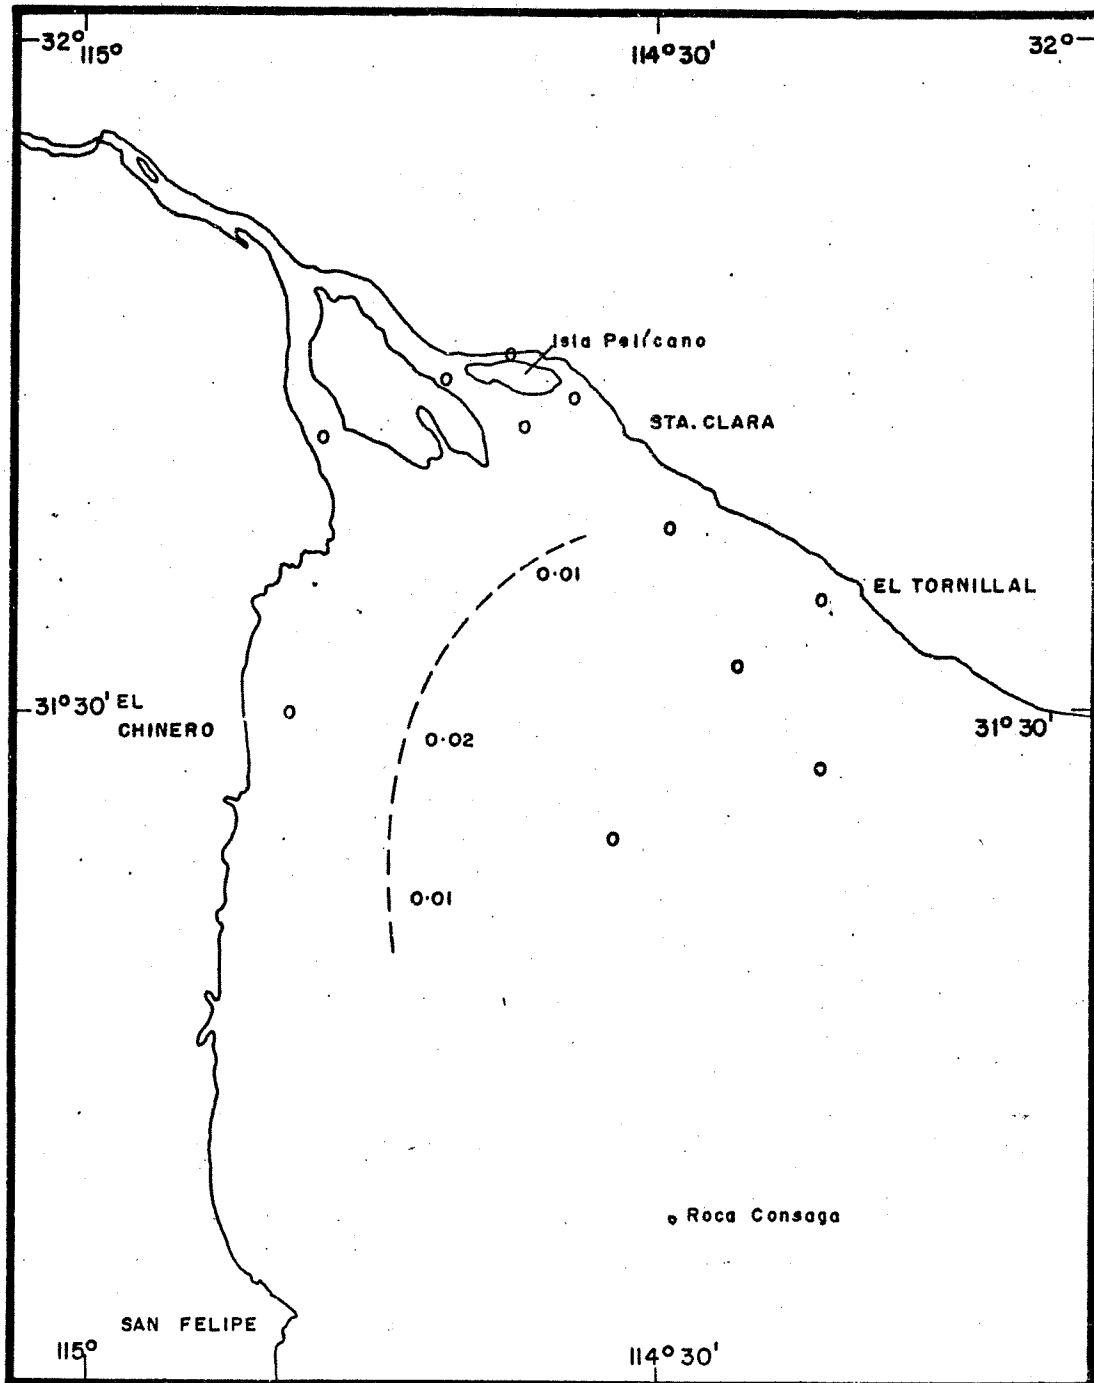 32° 115° 114° 30' 32°
Isla Pelícano
O
O
O
STA. CLARA
O
O
O
0·01
EL TORNILLAL
O
O
31° 30' EL
CHINERO
O
31° 30'
0·02
O
O
0·01
Roca Consaga
SAN FELIPE
115° 114° 30'